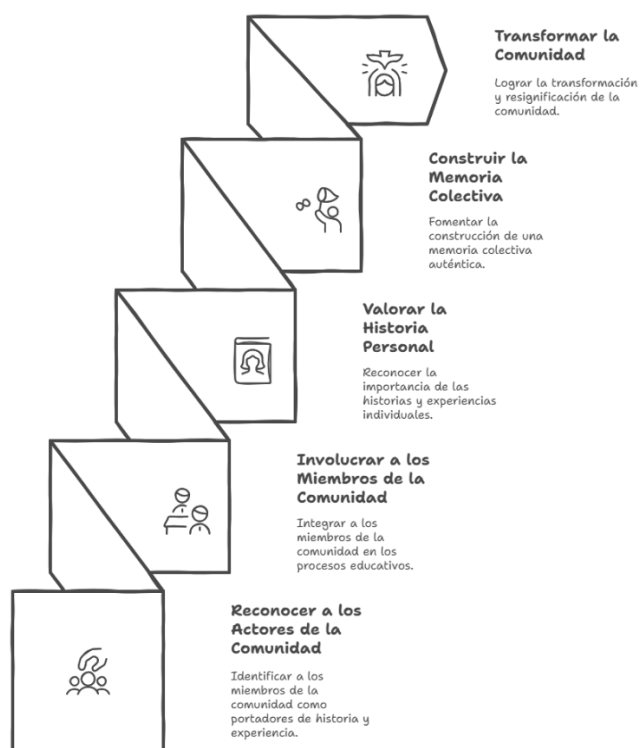 Transformar la
Comunidad
Lograr la transformación
y resignificación de la
comunidad.
Construir la
Memoria
Colectiva
Fomentar la
construcción de una
memoria colectiva
auténtica.
Valorar la
Historia
Personal
Reconocer la
importancia de las
historias y experiencias
individuales.
Involucrar a los
Miembros de la
Comunidad
Integrar a los
miembros de la
comunidad en los
procesos educativos.
Reconocer a los
Actores de la
Comunidad
Identificar a los
miembros de la
comunidad como
portadores de historia y
experiencia.